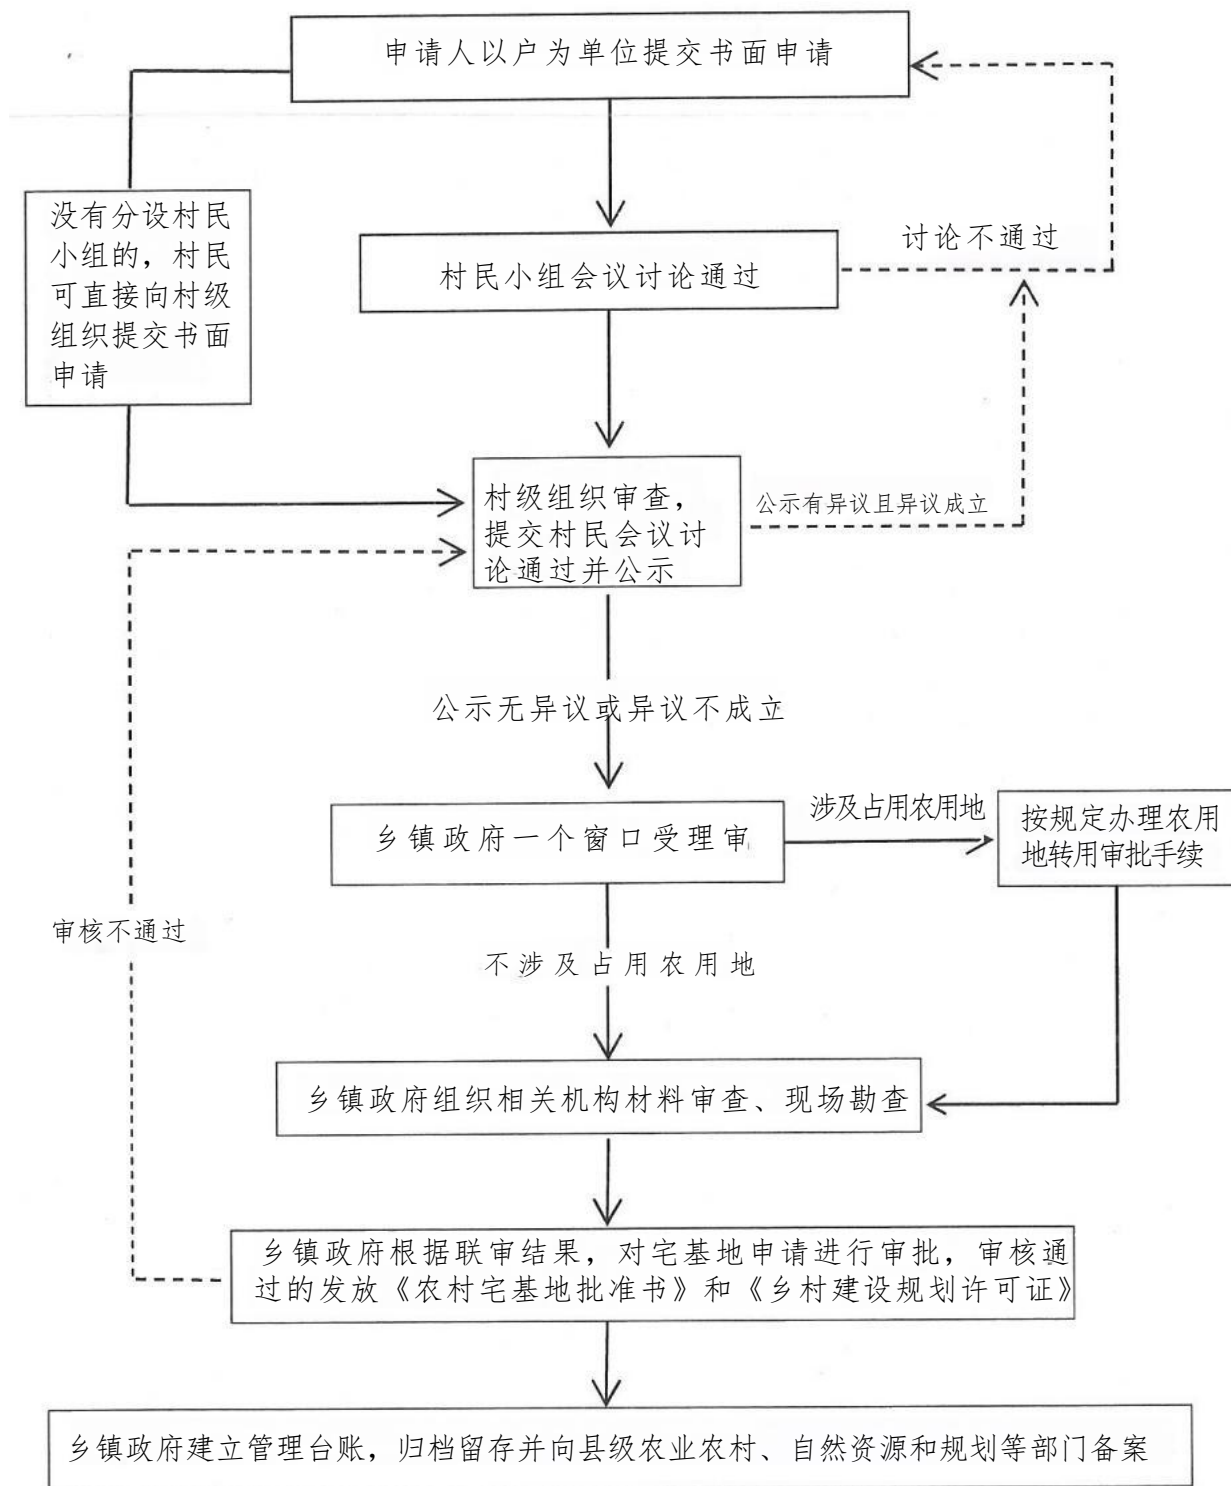 申请人以户为单位提交书面申请
没有分设村民
小组的，村民
可直接向村级
组织提交书面
申请
讨论不通过
村民小组会议讨论通过
村级组织审查，
提交村民会议讨
论通过并公示
公示有异议且异议成立
公示无异议或异议不成立
乡镇政府一个窗口受理审
涉及占用农用地
按规定办理农用
地转用审批手续
审核不通过
不涉及占用农用地
乡镇政府组织相关机构材料审查、现场勘查
乡镇政府根据联审结果，对宅基地申请进行审批，审核通
过的发放《农村宅基地批准书》和《乡村建设规划许可证》
乡镇政府建立管理台账，归档留存并向县级农业农村、自然资源和规划等部门备案